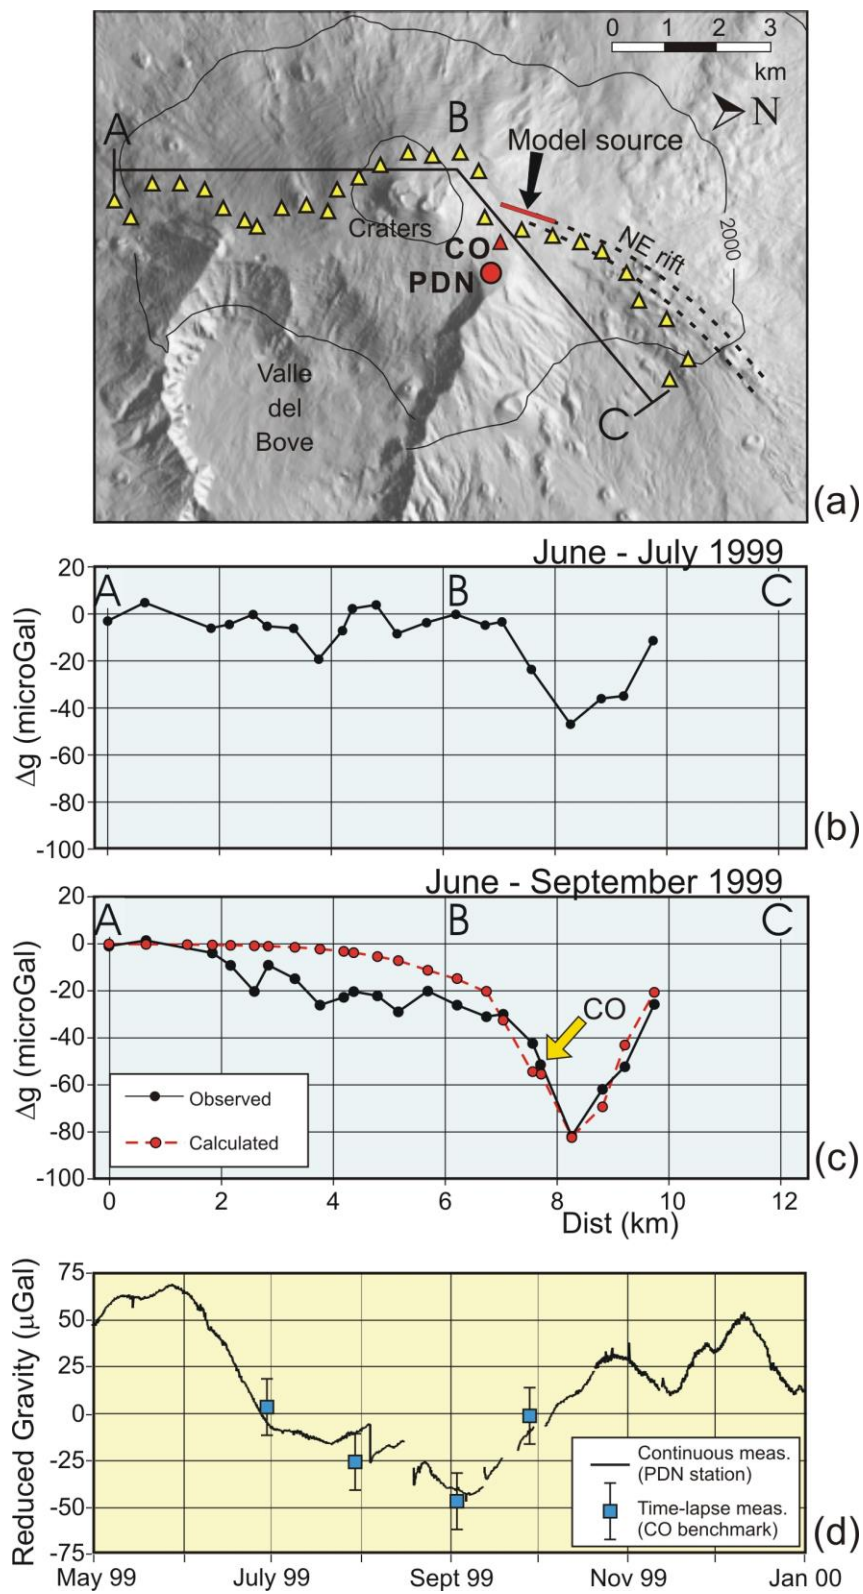 0 1 2 3
km
N
A
B
Model source
Craters
CO
PDN
NE rift
2000
Valle
del
Bove
C
(a)
June - July 1999
A B C
20
0
-20
-40
-60
-80
-100
Δg (microGal)
(b)
June - September 1999
A B C
20
0
-20
-40
-60
-80
-100
Δg (microGal)
CO
Observed
Calculated
(c)
0 2 4 6 8 10 12
Dist (km)
75
50
25
0
-25
-50
-75
Reduced Gravity (μGal)
Continuous meas.
(PDN station)
Time-lapse meas.
(CO benchmark)
(d)
May 99 July 99 Sept 99 Nov 99 Jan 00